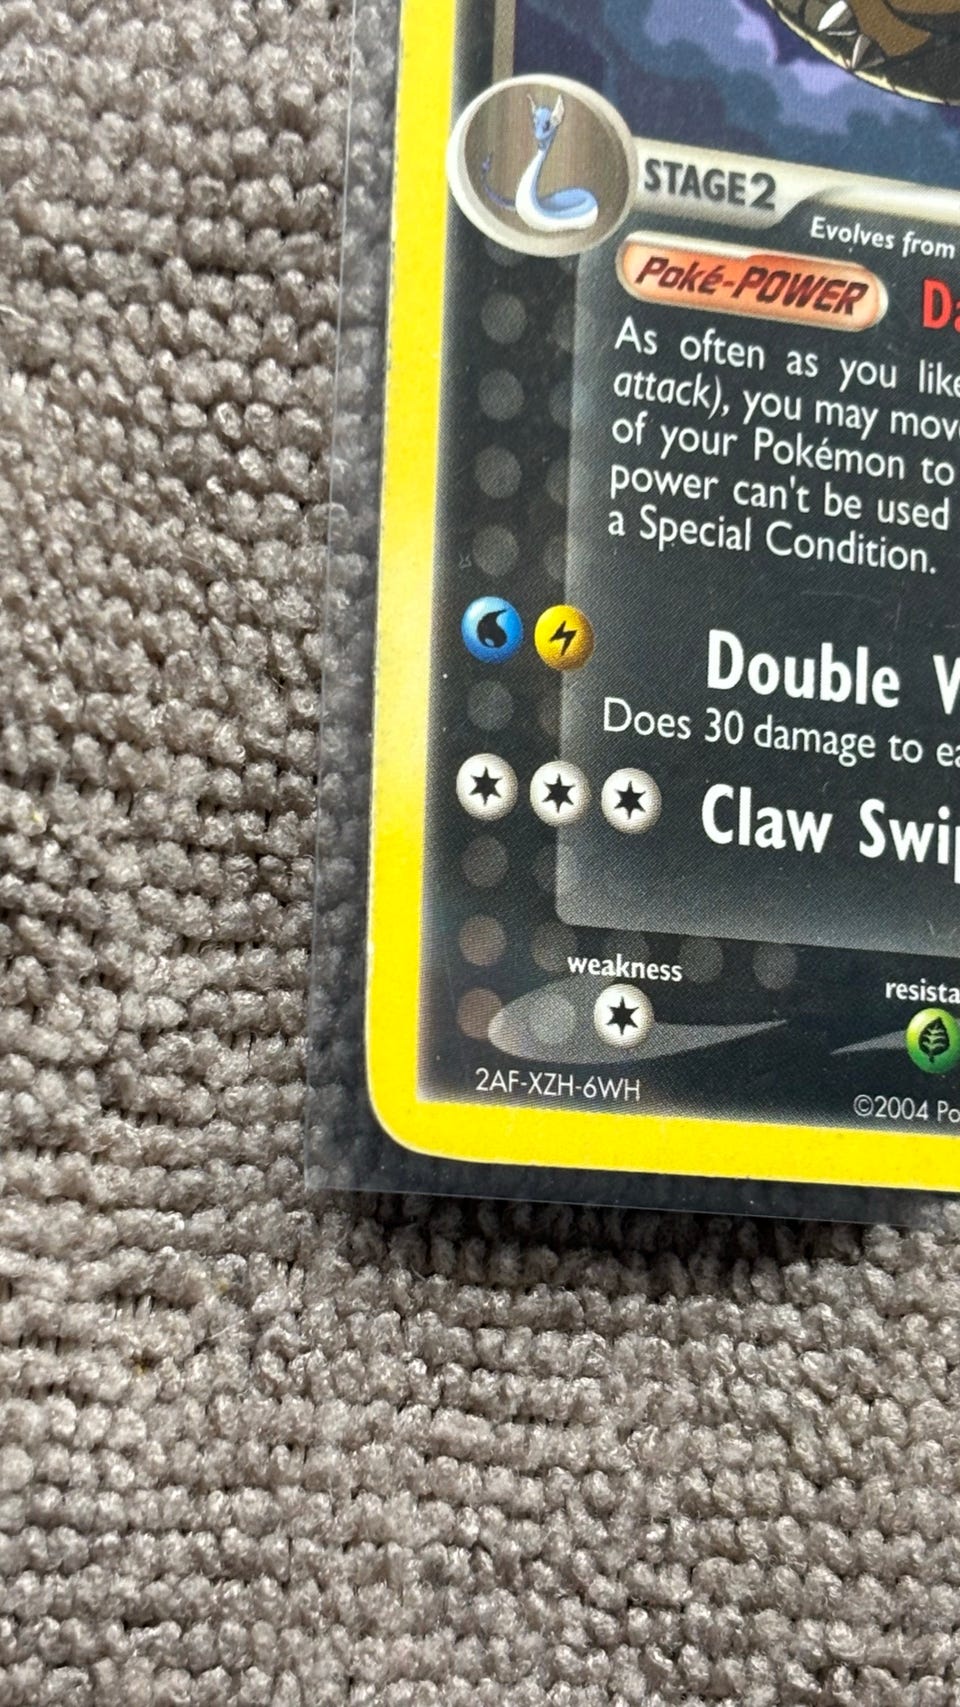 STAGE2
Evolves from
Poké-POWER
As often as you like
attack), you may move
of your Pokémon to
power can't be used
a Special Condition.
Double
Does 30 damage to
Claw
weakness
2AF-XZH-6WH
©2004